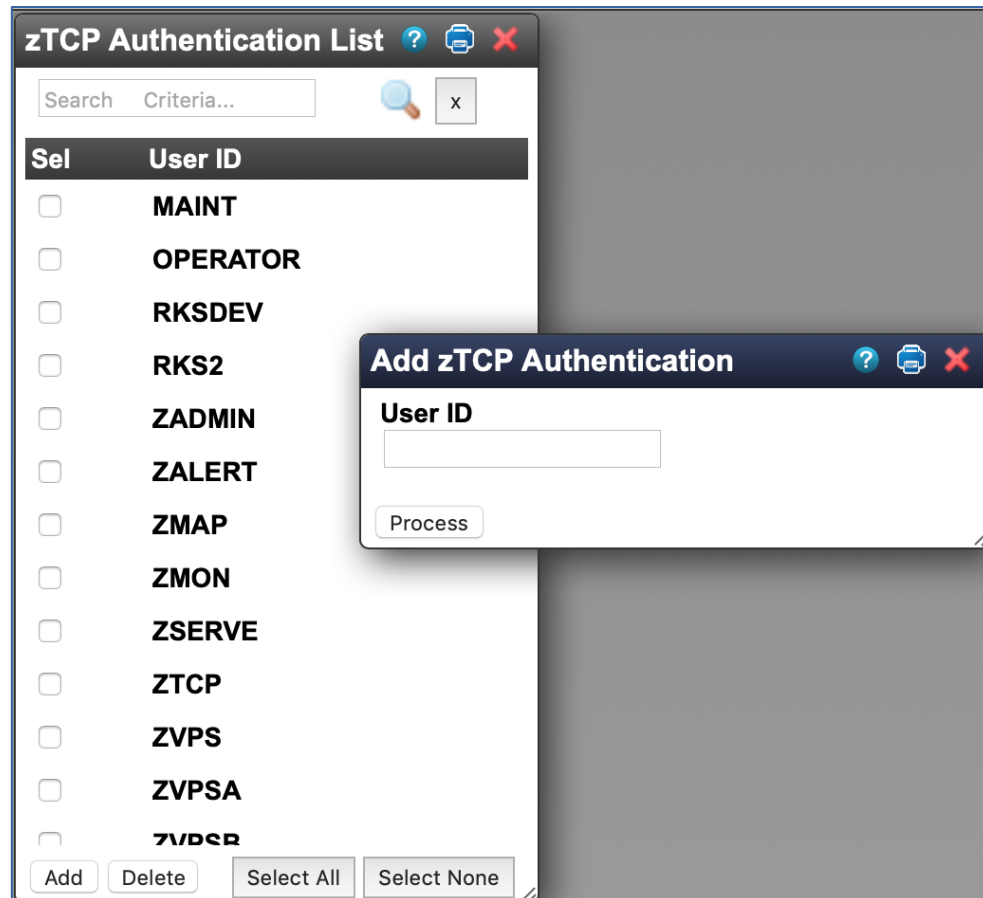 zTCP Authentication List ?
Search Criteria...
x
Sel User ID
MAINT
OPERATOR
RKSDEV
RKS2
ZADMIN
ZALERT
ZMAP
ZMON
ZSERVE
ZTCP
ZVPS
ZVPSA
ZVPSB
Add Delete Select All Select None
Add zTCP Authentication ?
User ID
Process